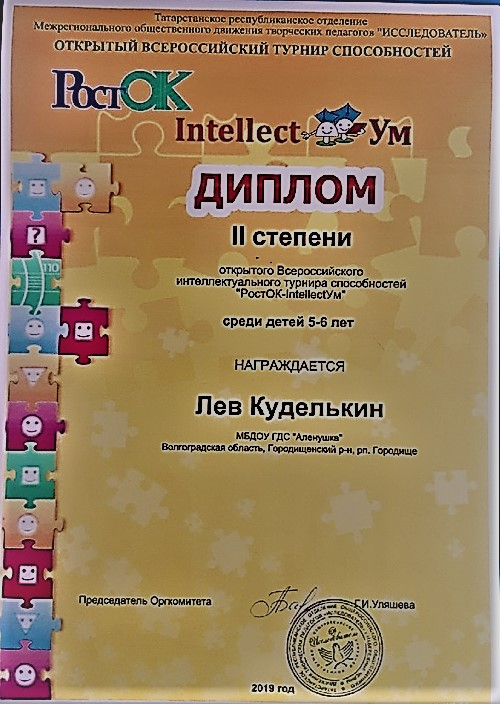 Татарстанское республиканское отделение
Межрегионального общественного движения творческих педагогов "ИССЛЕДОВАТЕЛЬ"
ОТКРЫТЫЙ ВСЕРОССИЙСКИЙ ТУРНИР СПОСОБНОСТЕЙ
РостОК
Intellect Ум
ДИПЛОМ
II степени
открытого Всероссийского
интеллектуального турнира способностей
"РостОК-IntellectУм"
среди детей 5-6 лет
НАГРАЖДАЕТСЯ
Лев Куделькин
МБДОУ ГДС "Аленушка"
Волгоградская область, Городищенский р-н, рп. Городище
?
110
Председатель Оргкомитета
Г.И.Уляшева
Исследователь
2019 год